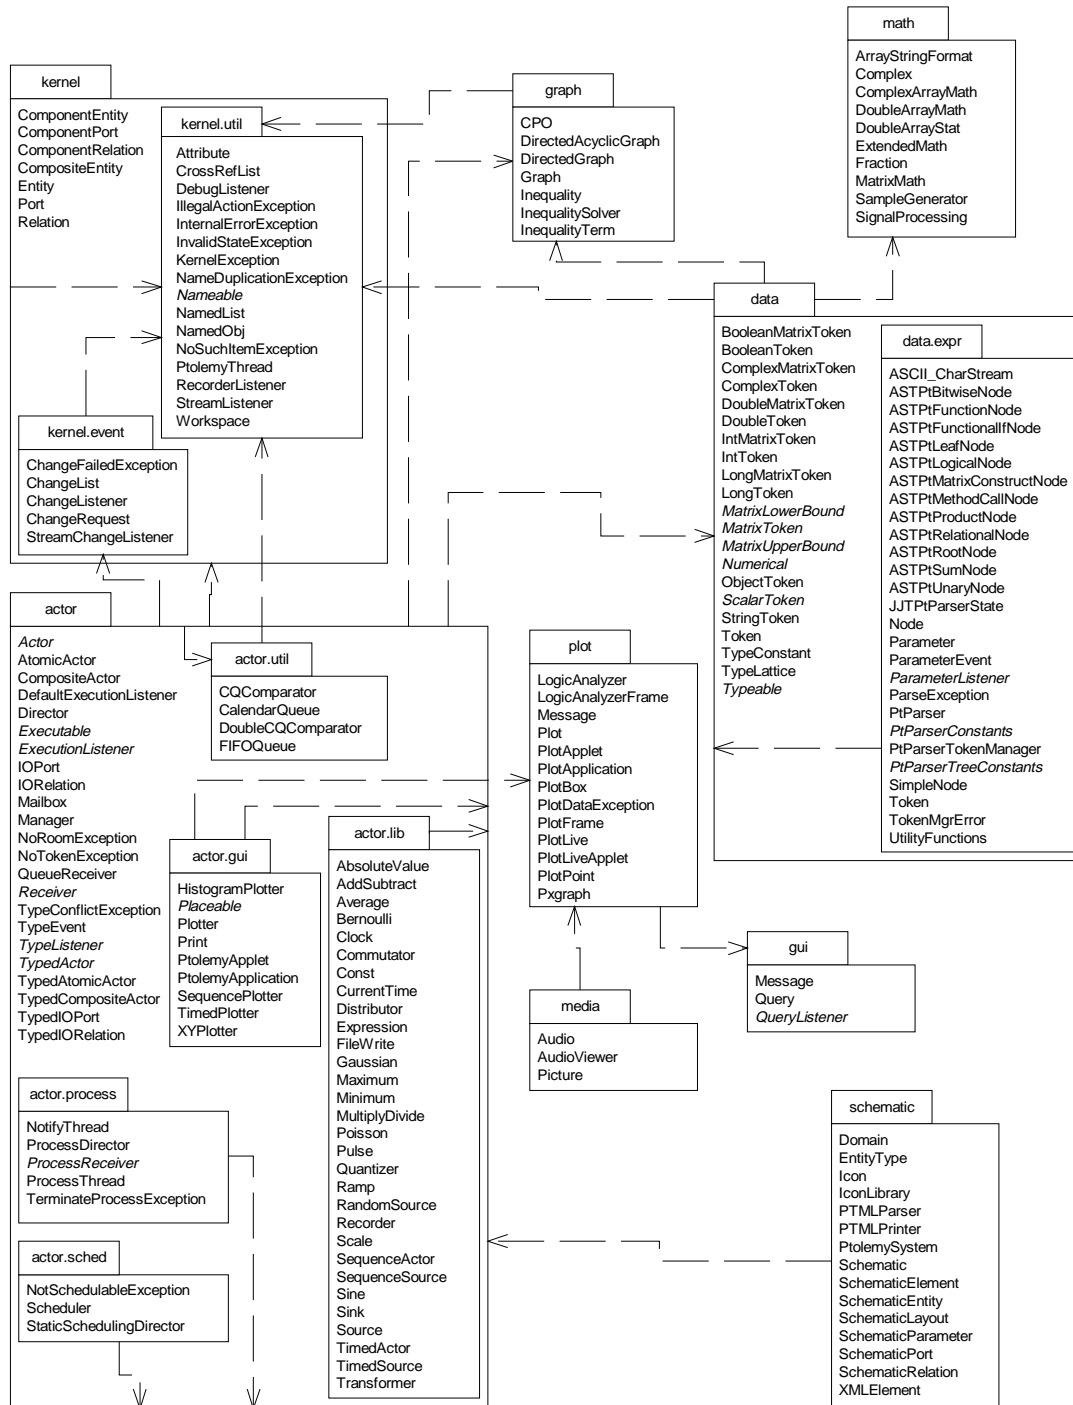 math
ArrayStringFormat
Complex
ComplexArrayMath
DoubleArrayMath
DoubleArrayStat
ExtendedMath
Fraction
MatrixMath
SampleGenerator
SignalProcessing
kernel
ComponentEntity
ComponentPort
ComponentRelation
CompositeEntity
Entity
Port
Relation
kernel.util
Attribute
CrossRefList
DebugListener
IllegalActionException
InternalErrorException
InvalidStateException
KernelException
NameDuplicationException
Nameable
NamedList
NamedObj
NoSuchItemException
PtolemyThread
RecorderListener
StreamListener
Workspace
kernel.event
ChangeFailedException
ChangeList
ChangeListener
ChangeRequest
StreamChangeListener
graph
CPO
DirectedAcyclicGraph
DirectedGraph
Graph
Inequality
InequalitySolver
InequalityTerm
data
BooleanMatrixToken
BooleanToken
ComplexMatrixToken
ComplexToken
DoubleMatrixToken
DoubleToken
IntMatrixToken
IntToken
LongMatrixToken
LongToken
MatrixLowerBound
MatrixToken
MatrixUpperBound
Numerical
ObjectToken
ScalarToken
StringToken
Token
TypeConstant
TypeLattice
Typeable
data.expr
ASCII_CharStream
ASTPtBitwiseNode
ASTPtFunctionNode
ASTPtFunctionalIfNode
ASTPtLeafNode
ASTPtLogicalNode
ASTPtMatrixConstructNode
ASTPtMethodCallNode
ASTPtProductNode
ASTPtRelationalNode
ASTPtRootNode
ASTPtSumNode
ASTPtUnaryNode
JJTPtParserState
Node
Parameter
ParameterEvent
ParameterListener
ParseException
PtParser
PtParserConstants
PtParserTokenManager
PtParserTreeConstants
SimpleNode
Token
TokenMgrError
UtilityFunctions
actor
Actor
AtomicActor
CompositeActor
DefaultExecutionListener
Director
Executable
ExecutionListener
IOPort
IORelation
Mailbox
Manager
NoRoomException
NoTokenException
QueueReceiver
Receiver
TypeConflictException
TypeEvent
TypeListener
TypedActor
TypedAtomicActor
TypedCompositeActor
TypedIOPort
TypedIORelation
actor.util
CQComparator
CalendarQueue
DoubleCQComparator
FIFOQueue
actor.gui
HistogramPlotter
Placeable
Plotter
Print
PtolemyApplet
PtolemyApplication
SequencePlotter
TimedPlotter
XYPlotter
actor.lib
AbsoluteValue
AddSubtract
Average
Bernoulli
Clock
Commutator
Const
CurrentTime
Distributor
Expression
FileWrite
Gaussian
Maximum
Minimum
MultiplyDivide
Poisson
Pulse
Quantizer
Ramp
RandomSource
Recorder
Scale
SequenceActor
SequenceSource
Sine
Sink
Source
TimedActor
TimedSource
Transformer
actor.process
NotifyThread
ProcessDirector
ProcessReceiver
ProcessThread
TerminateProcessException
actor.sched
NotSchedulableException
Scheduler
StaticSchedulingDirector
plot
LogicAnalyzer
LogicAnalyzerFrame
Message
Plot
PlotApplet
PlotApplication
PlotBox
PlotDataException
PlotFrame
PlotLive
PlotLiveApplet
PlotPoint
Pxgraph
gui
Message
Query
QueryListener
media
Audio
AudioViewer
Picture
schematic
Domain
EntityType
Icon
IconLibrary
PTMLParser
PTMLPrinter
PtolemySystem
Schematic
SchematicElement
SchematicEntity
SchematicLayout
SchematicParameter
SchematicPort
SchematicRelation
XMLElement